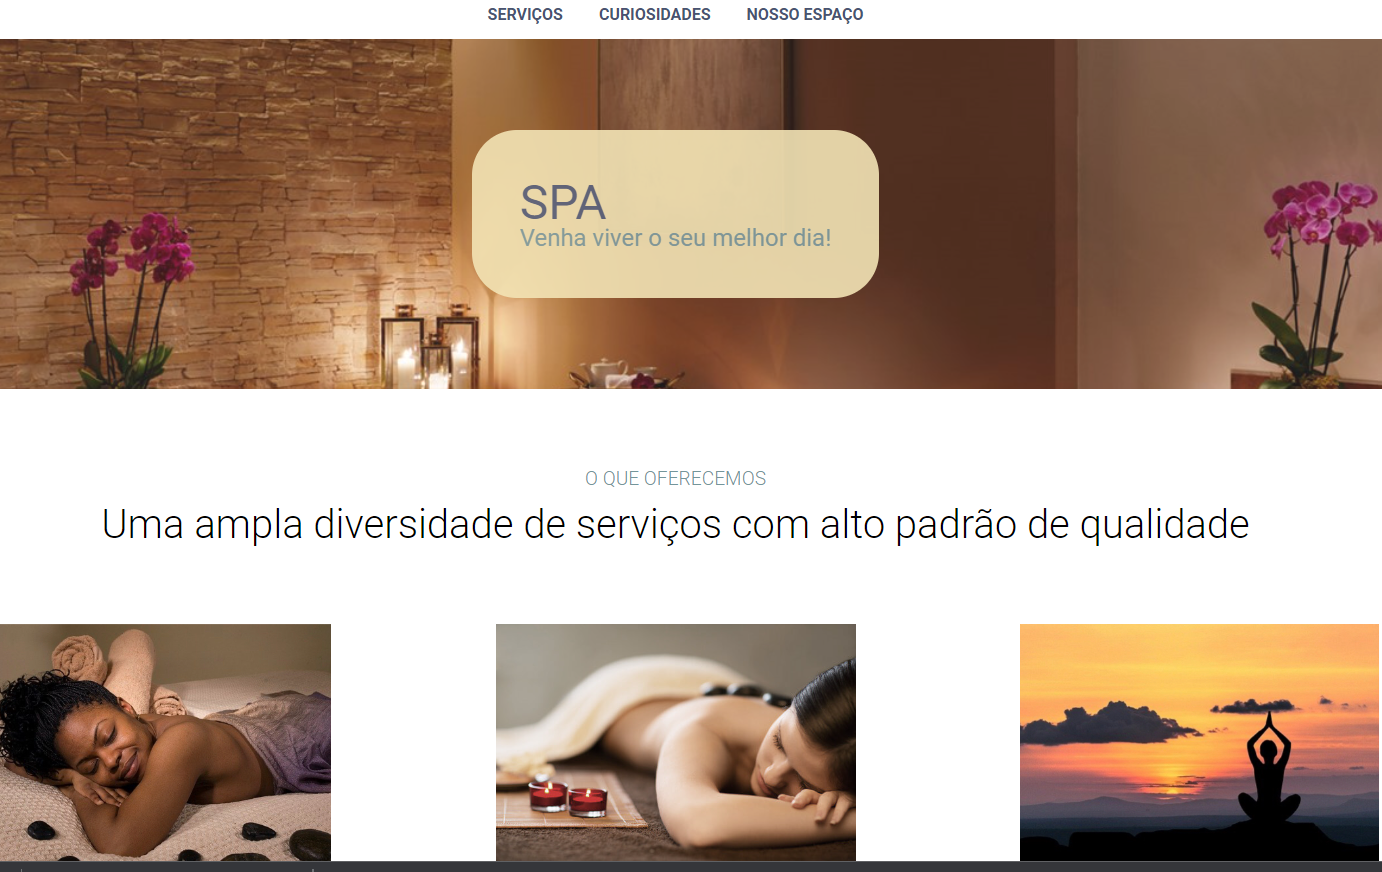 SERVIÇOS CURIOSIDADES NOSSO ESPAÇO
SPA
Venha viver o seu melhor dia!
O QUE OFERECEMOS
Uma ampla diversidade de serviços com alto padrão de qualidade